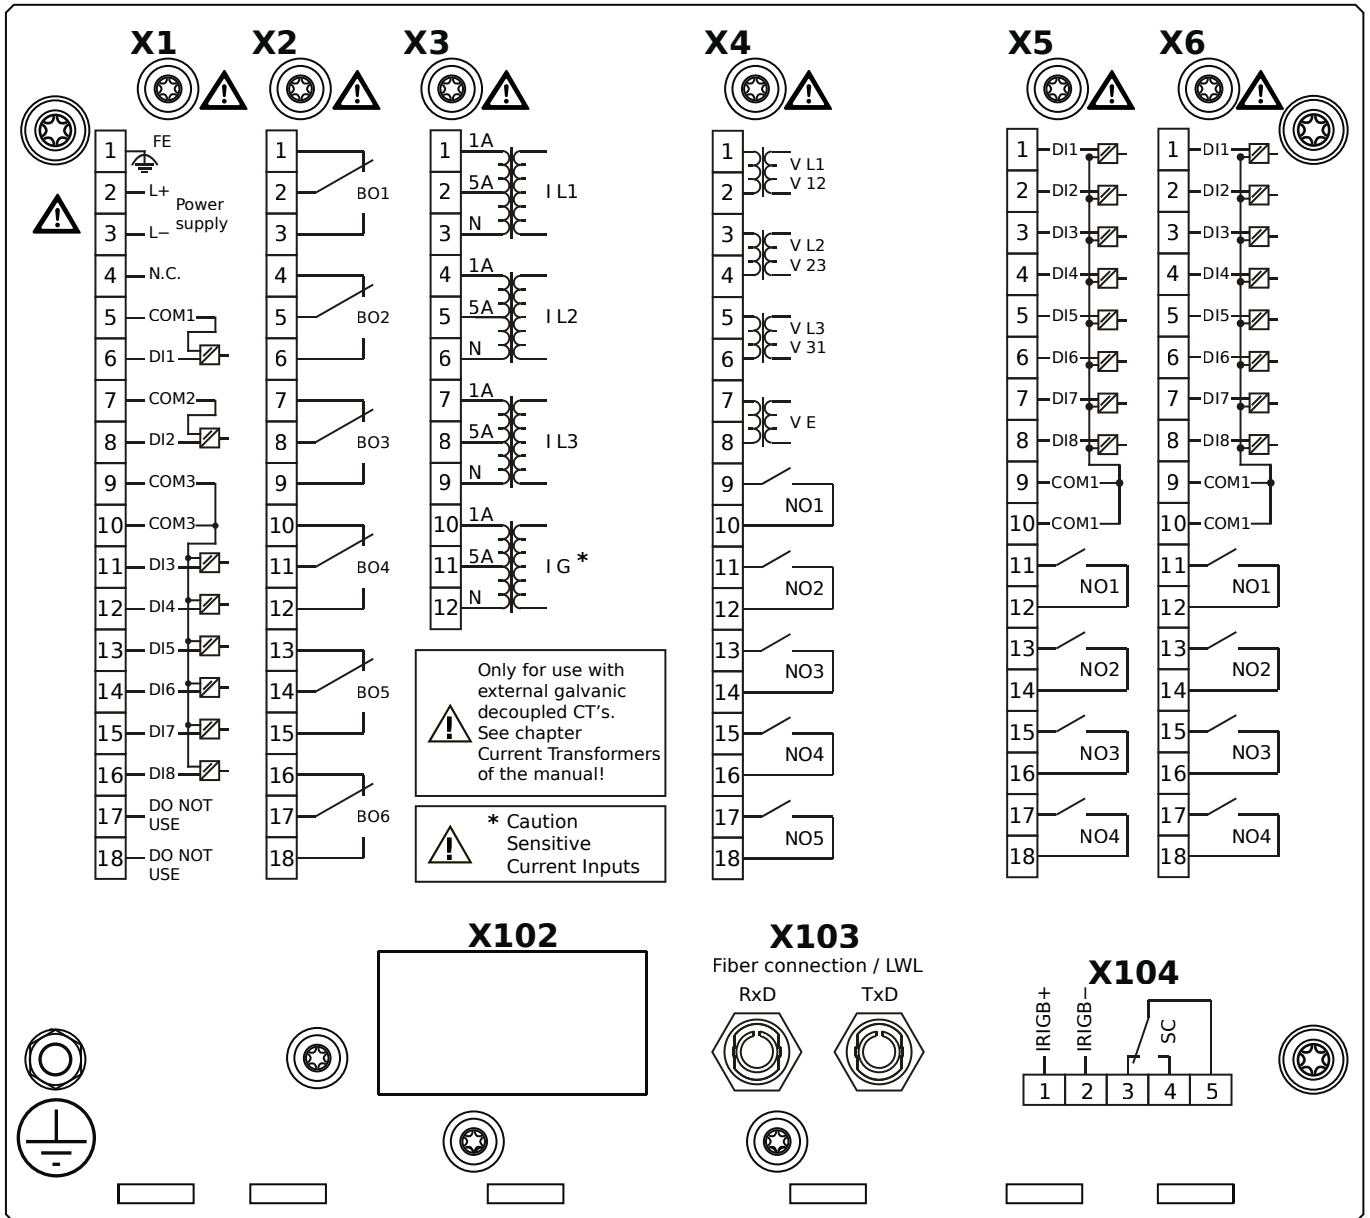 X1
1 FE
2 L+ Power supply
3 L−
4 N.C.
5 COM1
6 DI1
7 COM2
8 DI2
9 COM3
10 COM3
11 DI3
12 DI4
13 DI5
14 DI6
15 DI7
16 DI8
17 DO NOT
USE
18 DO NOT
USE
X2
1
2 BO1
3
4
5 BO2
6
7
8 BO3
9
10
11 BO4
12
13
14 BO5
15
16
17 BO6
18
X3
1 1A
2 5A I L1
3 N
4 1A
5 5A I L2
6 N
7 1A
8 5A I L3
9 N
10 1A
11 5A I G *
12 N
Only for use with
external galvanic
decoupled CT's.
See chapter
Current Transformers
of the manual!
* Caution
Sensitive
Current Inputs
X4
1 V L1
2 V 12
3 V L2
4 V 23
5 V L3
6 V 31
7 V E
8
9
NO1
10
11
NO2
12
13
NO3
14
15
NO4
16
17
NO5
18
X5
1 DI1
2 DI2
3 DI3
4 DI4
5 DI5
6 DI6
7 DI7
8 DI8
9 COM1
10 COM1
11
NO1
12
13
NO2
14
15
NO3
16
17
NO4
18
X6
1 DI1
2 DI2
3 DI3
4 DI4
5 DI5
6 DI6
7 DI7
8 DI8
9 COM1
10 COM1
11
NO1
12
13
NO2
14
15
NO3
16
17
NO4
18
X102
X103
Fiber connection / LWL
RxD TxD
X104
IRIGB+ IRIGB− SC
1 2 3 4 5